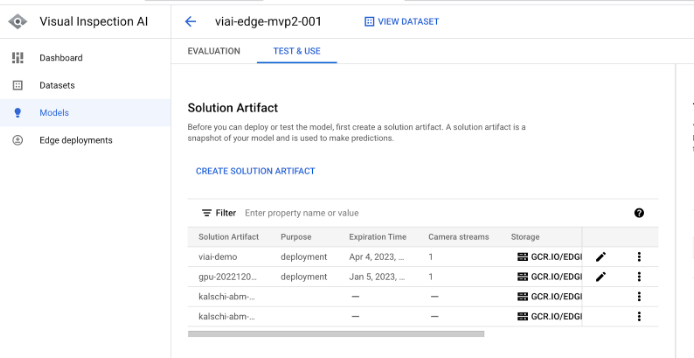 Visual Inspection AI
viai-edge-mvp2-001
VIEW DATASET
Dashboard
Datasets
Models
Edge deployments
EVALUATION
TEST & USE
Solution Artifact
Before you can deploy or test the model, first create a solution artifact. A solution artifact is a
snapshot of your model and is used to make predictions.
CREATE SOLUTION ARTIFACT
Filter Enter property name or value
Solution Artifact Purpose Expiration Time Camera streams Storage
viai-demo deployment Apr 4, 2023, ... 1 GCR.IO/EDGI
gpu-2022120... deployment Jan 5, 2023, ... 1 GCR.IO/EDGI
kalschi-abm-... — — GCR.IO/EDGI
kalschi-abm-... — — GCR.IO/EDGI